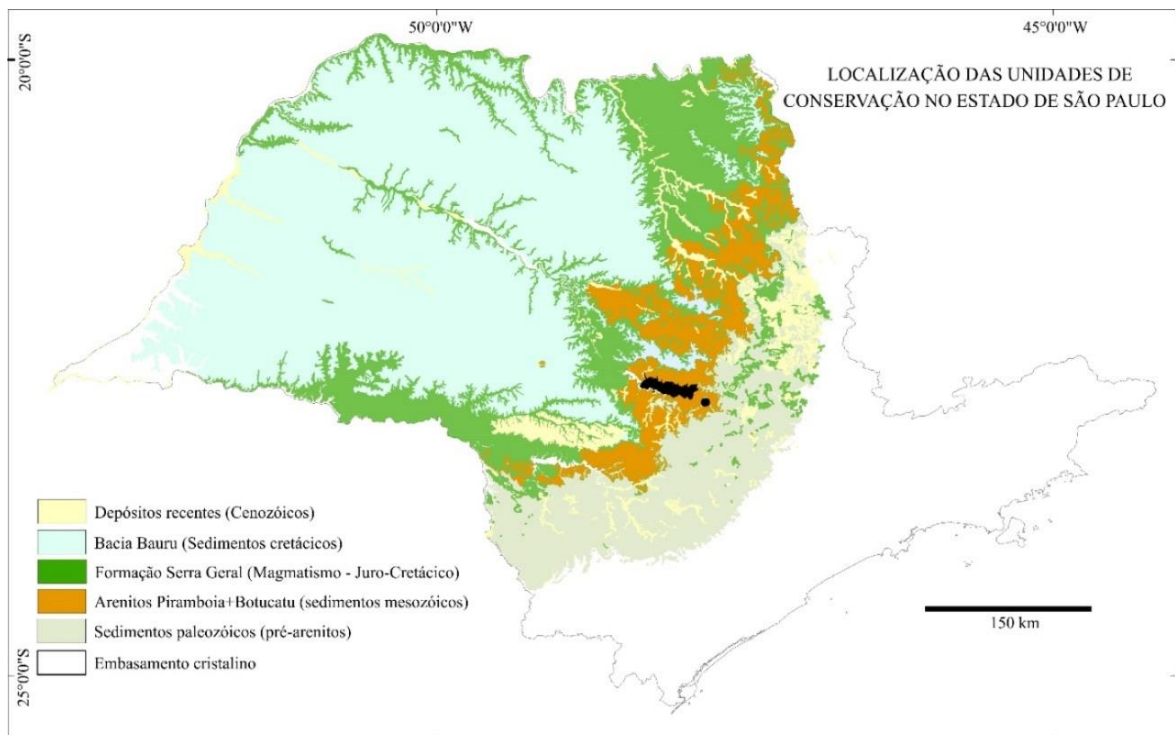 50°0'0"W
45°0'0"W
20°0'0"S
LOCALIZAÇÃO DAS UNIDADES DE
CONSERVAÇÃO NO ESTADO DE SÃO PAULO
Depósitos recentes (Cenozóicos)
Bacia Bauru (Sedimentos cretácicos)
Formação Serra Geral (Magmatismo - Juro-Cretácico)
Arenitos Piramboia+Botucatu (sedimentos mesozóicos)
Sedimentos paleozóicos (pré-arenitos)
Embasamento cristalino
150 km
25°0'0"S